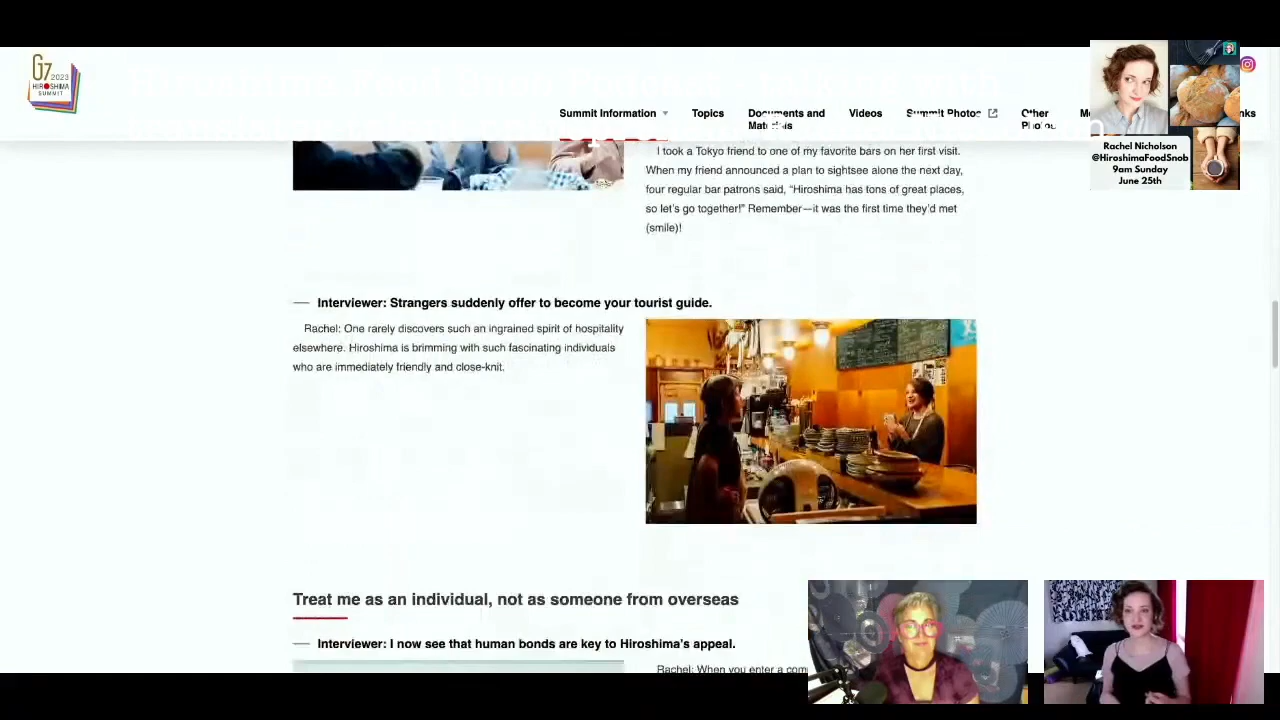 G7 2023
HIROSHIMA
SUMMIT
Summit Information
Topics
Documents and
Materials
Videos
Summit Photos
Other
Photos
Rachel Nicholson
@HiroshimaFoodSnob
9am Sunday
June 25th
I took a Tokyo friend to one of my favorite bars on her first visit.
When my friend announced a plan to sightsee alone the next day,
four regular bar patrons said, “Hiroshima has tons of great places,
so let’s go together!” Remember—it was the first time they’d met
(smile)!
Interviewer: Strangers suddenly offer to become your tourist guide.
Rachel: One rarely discovers such an ingrained spirit of hospitality
elsewhere. Hiroshima is brimming with such fascinating individuals
who are immediately friendly and close-knit.
Treat me as an individual, not as someone from overseas
Interviewer: I now see that human bonds are key to Hiroshima’s appeal.
Rachel: When you enter a